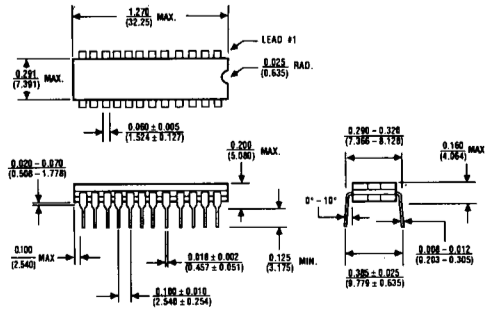 1.270
(32.25) MAX.
LEAD #1
0.291
(7.391) MAX.
0.025
(0.635) RAD.
0.060 ± 0.005
(1.524 ± 0.127)
0.290 – 0.320
(7.366 – 8.128)
0.200
(5.080) MAX.
0.160
(4.064) MAX
0.020 – 0.070
(0.508 – 1.778)
0° – 10°
0.100
(2.540) MAX
0.018 ± 0.002
(0.457 ± 0.051)
0.125
(3.175) MIN.
0.008 – 0.012
(0.203 – 0.305)
0.385 ± 0.025
(9.779 ± 0.635)
0.100 ± 0.010
(2.540 ± 0.254)